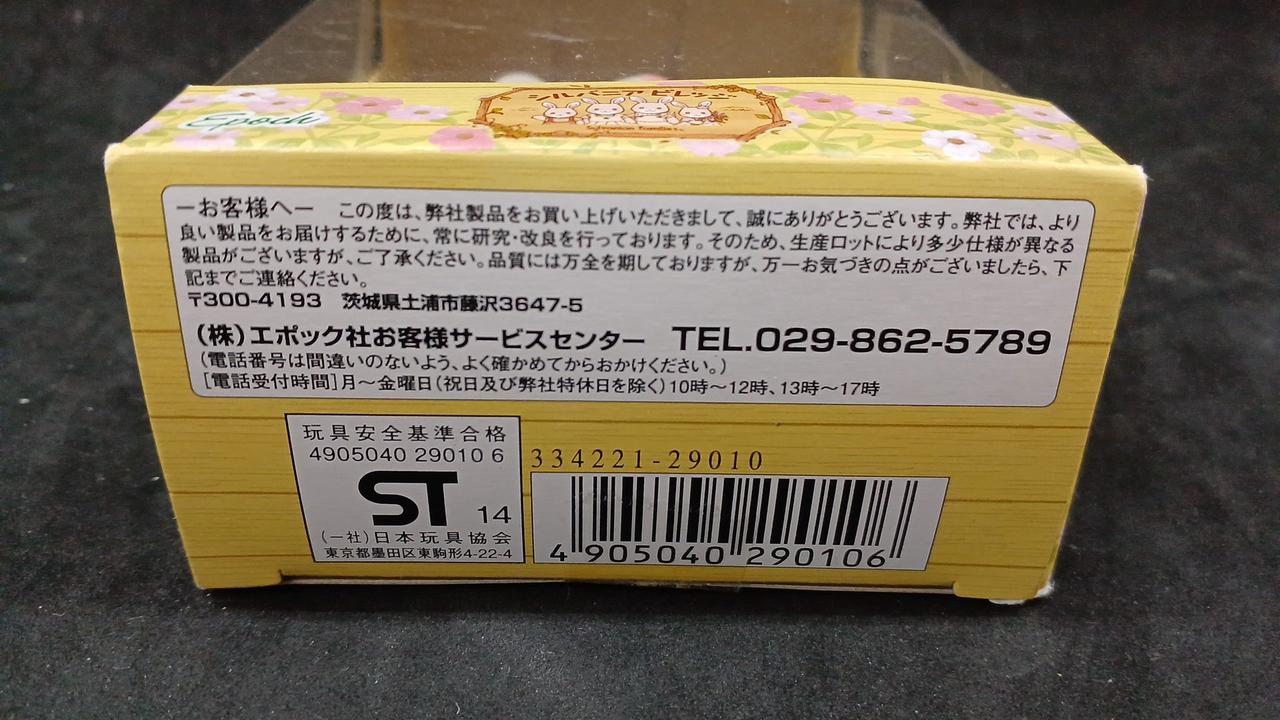 Epoch
シルバニアビレッジ
Sylvanian Families
ーお客様へー　この度は、弊社製品をお買い上げいただきまして、誠にありがとうございます。弊社では、より
良い製品をお届けするために、常に研究・改良を行っております。そのため、生産ロットにより多少仕様が異なる
製品がございますが、ご了承ください。品質には万全を期しておりますが、万一お気づきの点がございましたら、下
記までご連絡ください。
〒300-4193　茨城県土浦市藤沢3647-5
(株)エポック社お客様サービスセンター　TEL.029-862-5789
(電話番号は間違いのないよう、よく確かめてからおかけください。)
[電話受付時間]月～金曜日(祝日及び弊社特休日を除く)10時～12時、13時～17時
玩具安全基準合格
4905040 29010 6
ST 14
(一社)日本玩具協会
東京都墨田区東駒形4-22-4
334221-29010
4 905040 290106